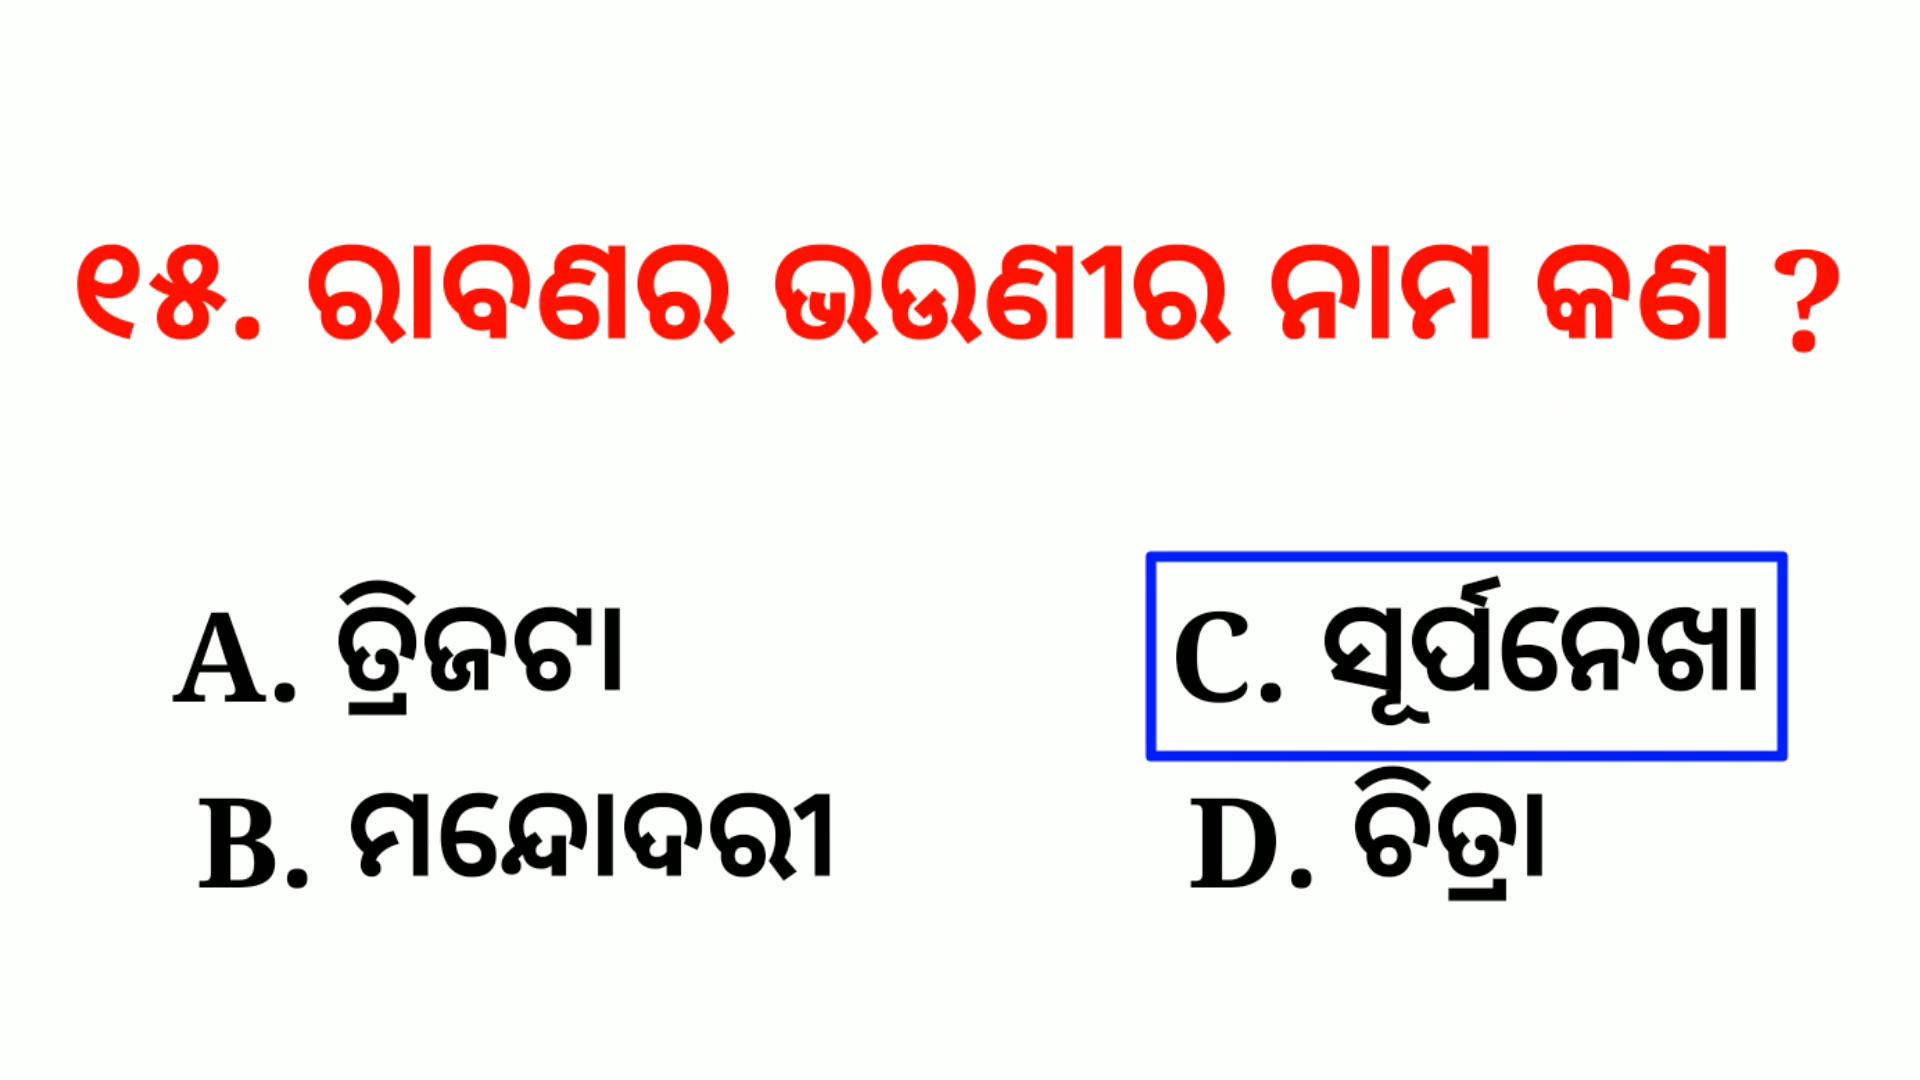 ୧୫. ରାବଣର ଭଉଣୀର ନାମ କଣ ?
A. ତ୍ରିଜଟା
B. ମନ୍ଦୋଦରୀ
C. ସୂର୍ପନେଖା
D. ଚିତ୍ରା